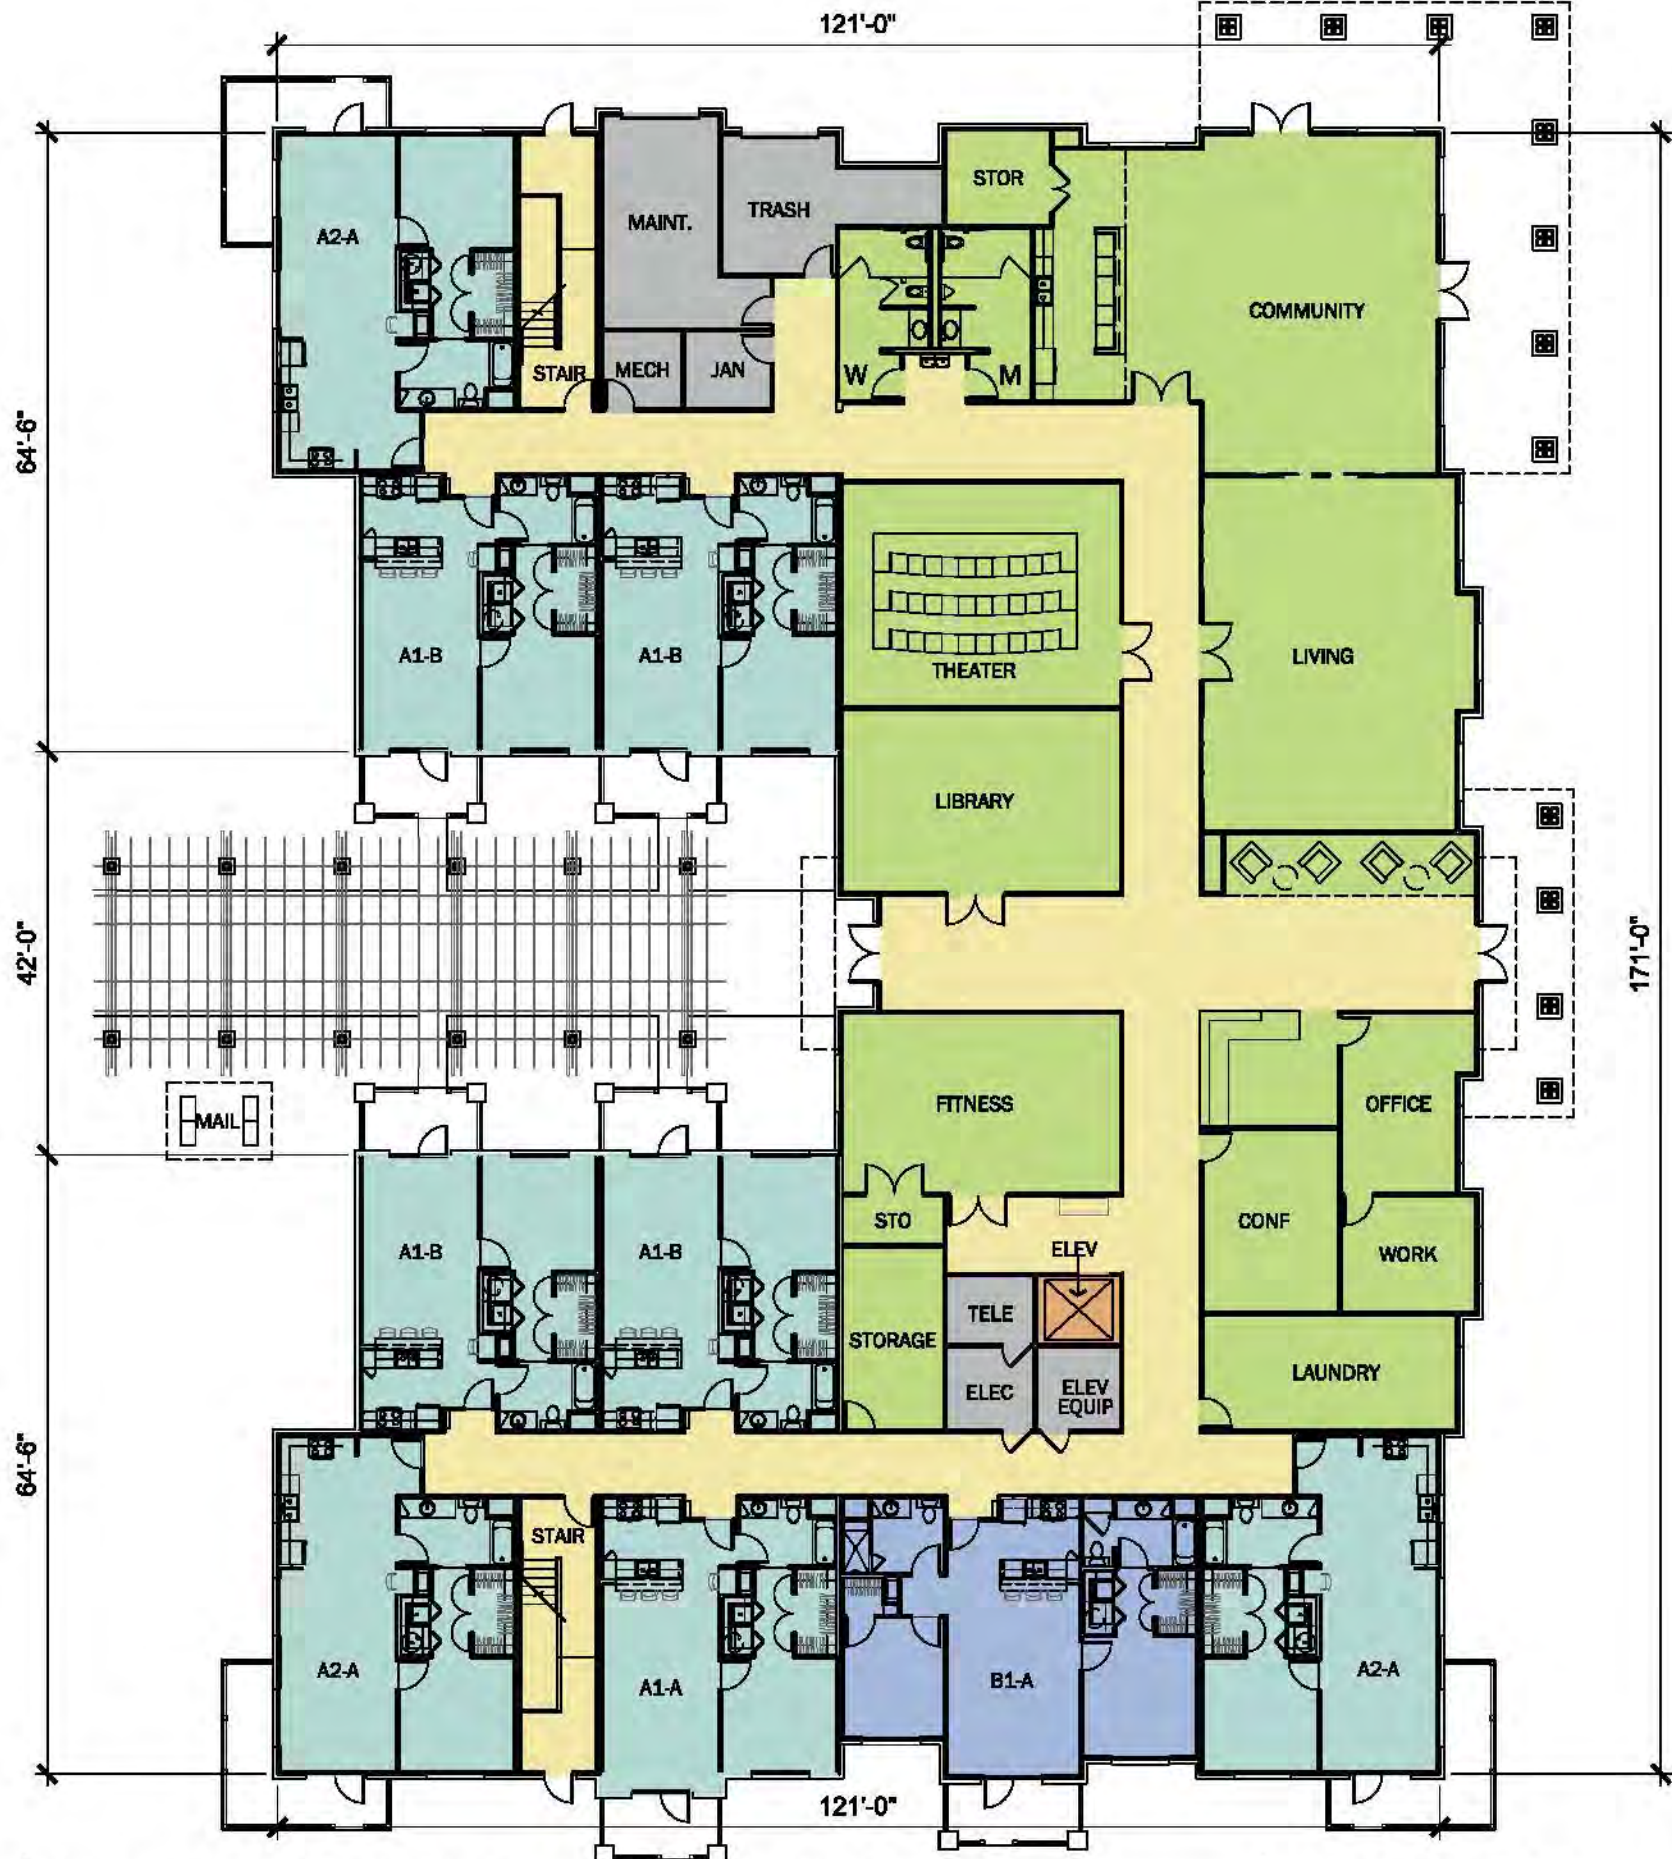 121'-0"
STOR
TRASH
MAINT.
A2-A
COMMUNITY
STAIR
MECH
JAN
W
M
64'-6"
A1-B
A1-B
THEATER
LIVING
LIBRARY
42'-0"
171'-0"
MAIL
FITNESS
OFFICE
STO
CONF
A1-B
A1-B
ELEV
WORK
TELE
STORAGE
LAUNDRY
ELEC
ELEV
EQUIP
64'-6"
STAIR
A2-A
A1-A
B1-A
A2-A
121'-0"